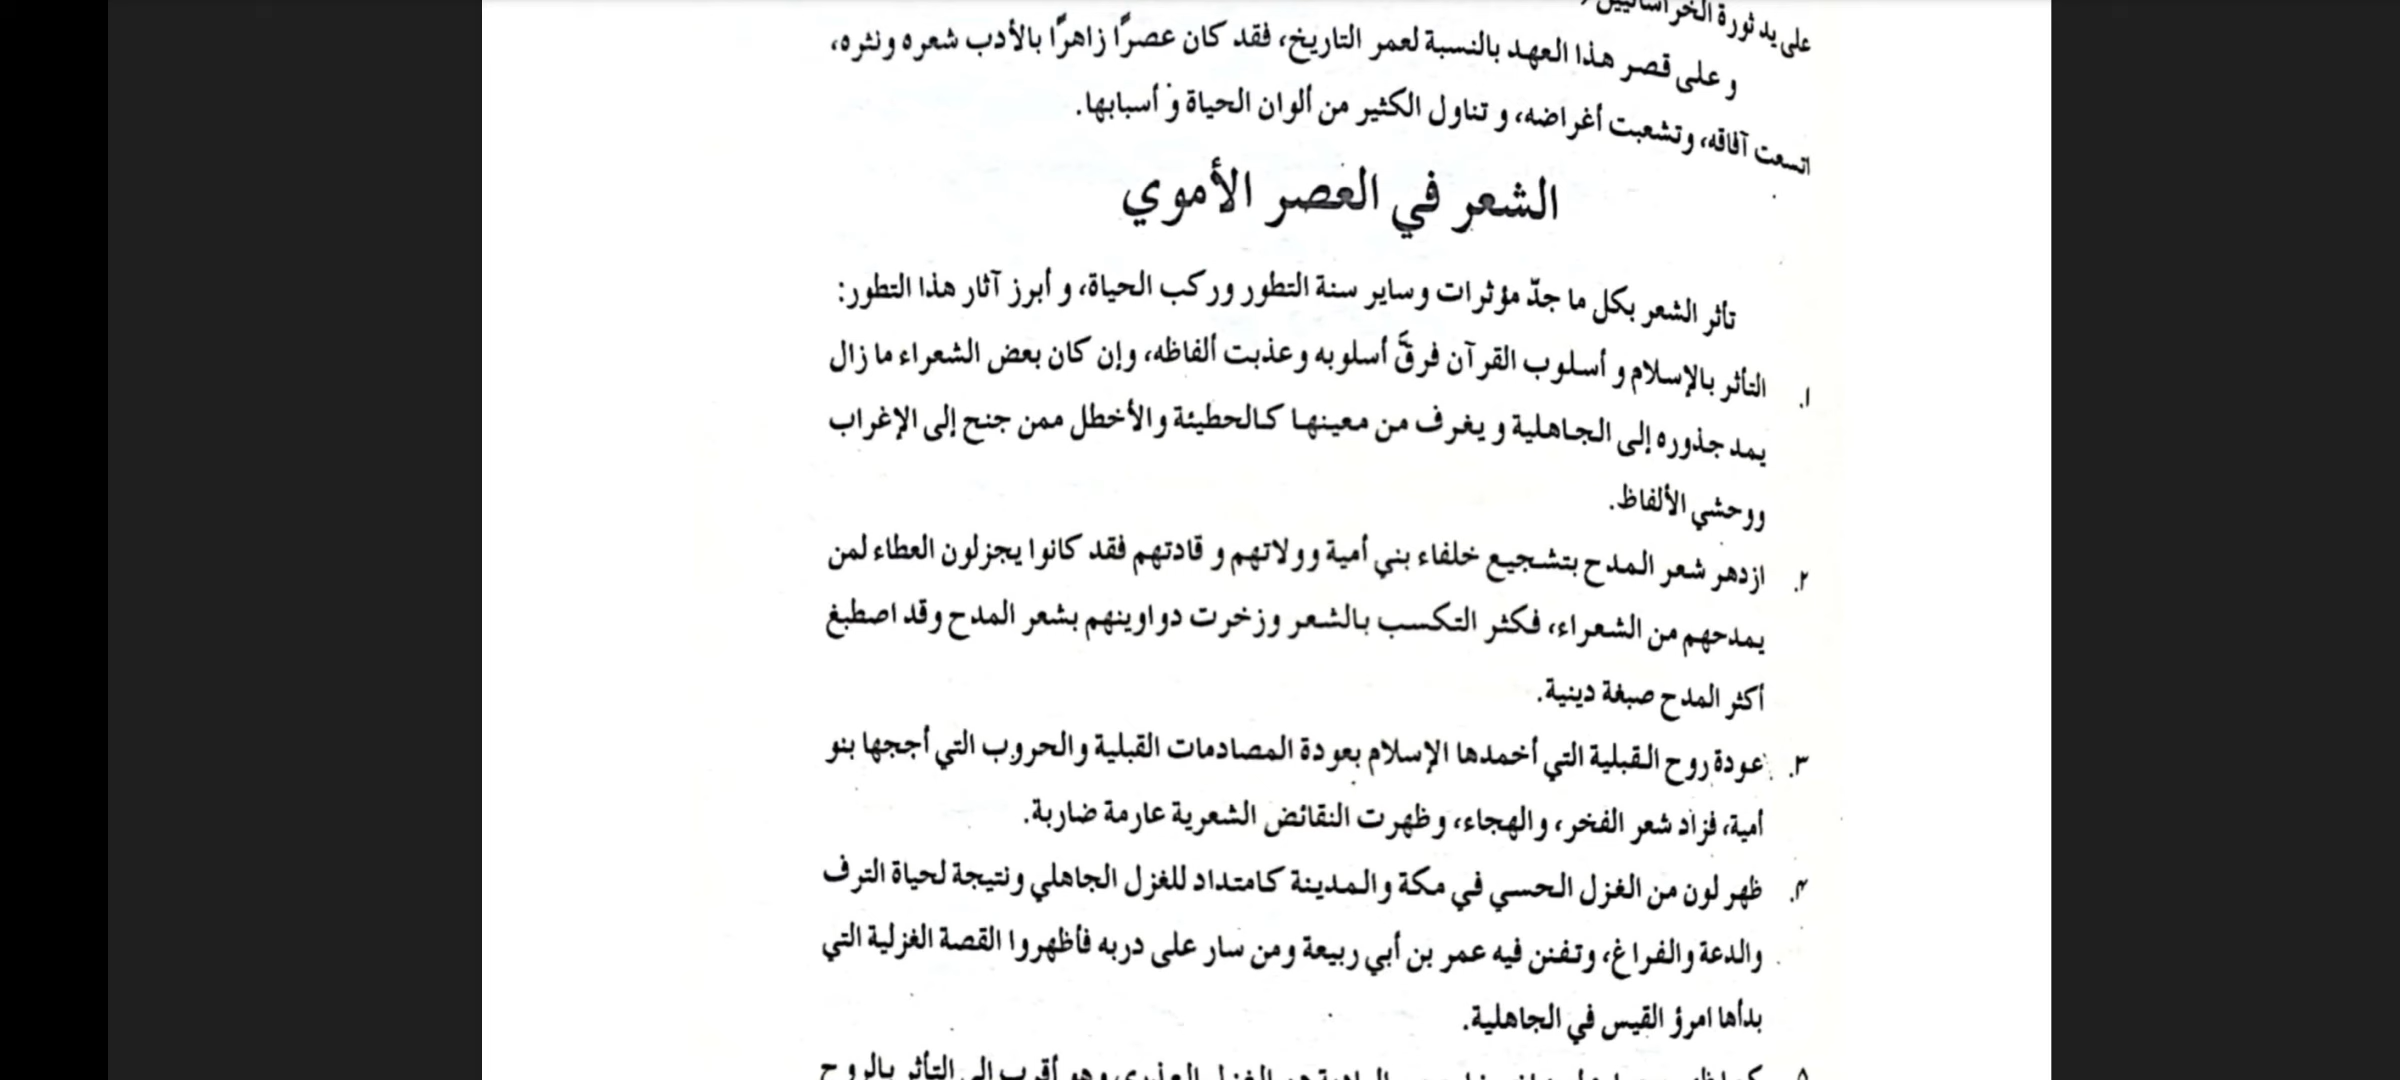 على يد ثورة الخراسانيين
و على قصر هذا العهد بالنسبة لعمر التاريخ، فقد كان عصرًا زاهرًا بالأدب شعره ونثره،
اتسعت آفاقه، وتشعبت أغراضه، و تناول الكثير من ألوان الحياة و أسبابها.
الشعر في العصر الأموي
تأثر الشعر بكل ما جدّ مؤثرات وساير سنة التطور وركب الحياة، و أبرز آثار هذا التطور:
١. التأثر بالإسلام و أسلوب القرآن فرقَّ أسلوبه وعذبت ألفاظه، وإن كان بعض الشعراء ما زال
يمد جذوره إلى الجاهلية و يغرف من معينها كالحطيئة والأخطل ممن جنح إلى الإغراب
ووحشي الألفاظ.
٢. ازدهر شعر المدح بتشجيع خلفاء بني أمية وولاتهم و قادتهم فقد كانوا يجزلون العطاء لمن
يمدحهم من الشعراء، فكثر التكسب بالشعر وزخرت دواوينهم بشعر المدح وقد اصطبغ
أكثر المدح صبغة دينية.
٣. عودة روح القبلية التي أخمدها الإسلام بعودة المصادمات القبلية والحروب التي أججها بنو
أمية، فزاد شعر الفخر، والهجاء، وظهرت النقائض الشعرية عارمة ضاربة.
۴. ظهر لون من الغزل الحسي في مكة والمدينة كامتداد للغزل الجاهلي ونتيجة لحياة الترف
والدعة والفراغ، وتفنن فيه عمر بن أبي ربيعة ومن سار على دربه فأظهروا القصة الغزلية التي
بدأها امرؤ القيس في الجاهلية.
الغزل العذري وهو أقرب إلى التأثر بالروح